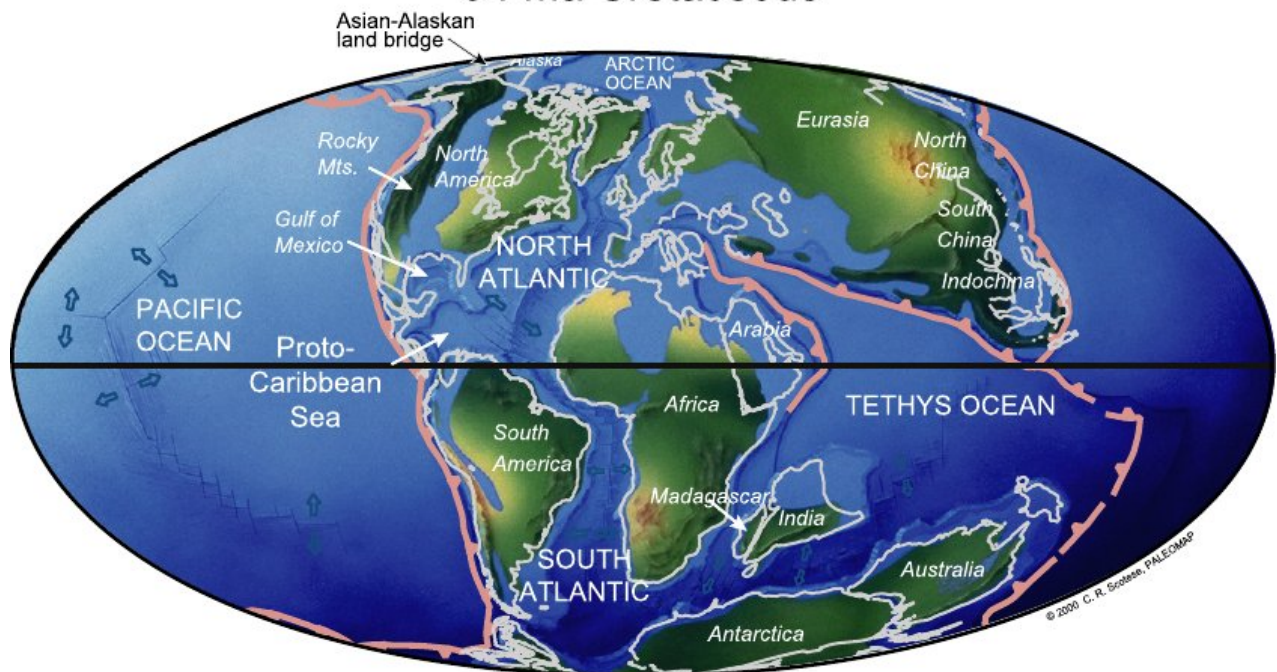 Asian-Alaskan
land bridge
Alaska
ARCTIC
OCEAN
Eurasia
Rocky
Mts.
North
America
North
China
South
China
Gulf of
Mexico
NORTH
ATLANTIC
Indochina
PACIFIC
OCEAN
Arabia
Proto-
Caribbean
Sea
Africa
TETHYS OCEAN
South
America
Madagascar
India
SOUTH
ATLANTIC
Australia
Antarctica
© 2000 C. R. Scotese, PALEOMAP